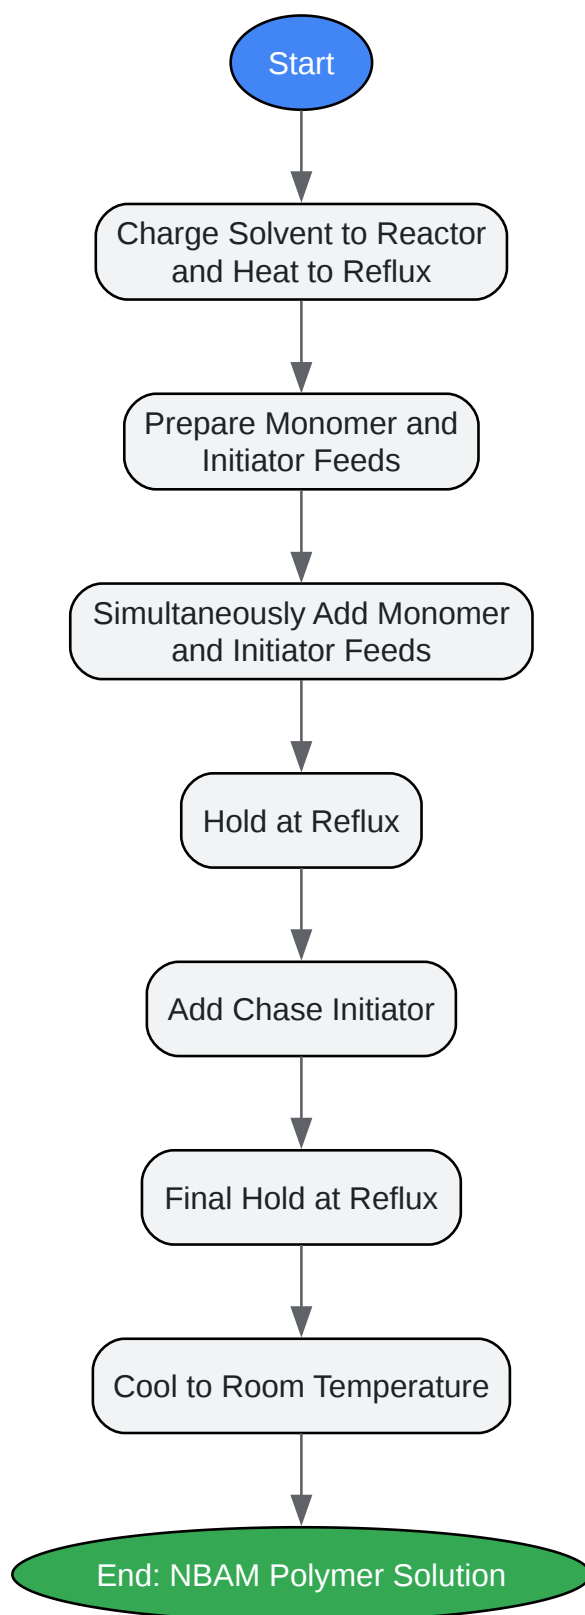 Start
Charge Solvent to Reactor
and Heat to Reflux
Prepare Monomer and
Initiator Feeds
Simultaneously Add Monomer
and Initiator Feeds
Hold at Reflux
Add Chase Initiator
Final Hold at Reflux
Cool to Room Temperature
End: NBAM Polymer Solution